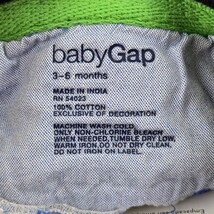 babyGap
3-6 months
MADE IN INDIA
RN 54023
100% COTTON
EXCLUSIVE OF DECORATION
MACHINE WASH COLD.
ONLY NON-CHLORINE BLEACH
WHEN NEEDED, TUMBLE DRY LOW,
WARM IRON. DO NOT DRY CLEAN.
DO NOT IRON ON LABEL.